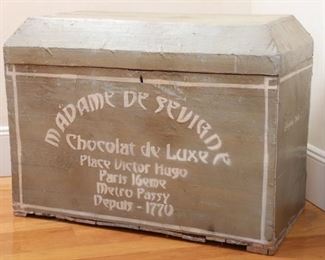 MADAME DE SEVIGNE
Chocolat de Luxe
Place Victor Hugo
Paris 16eme
Metro Passy
Depuis - 1770